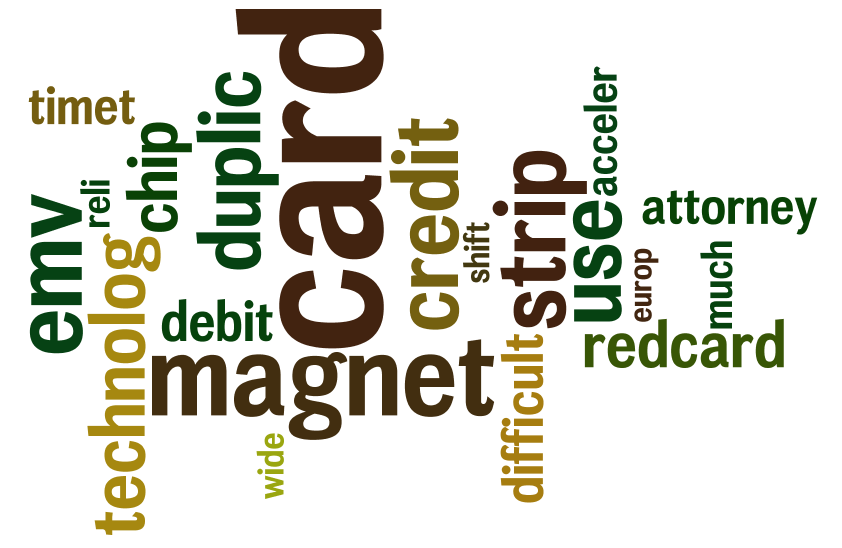 card
timet
acceler
duplic
credit
chip
strip
reli
emv
attorney
use
shift
technolog
much
europ
debit
redcard
magnet
difficult
wide